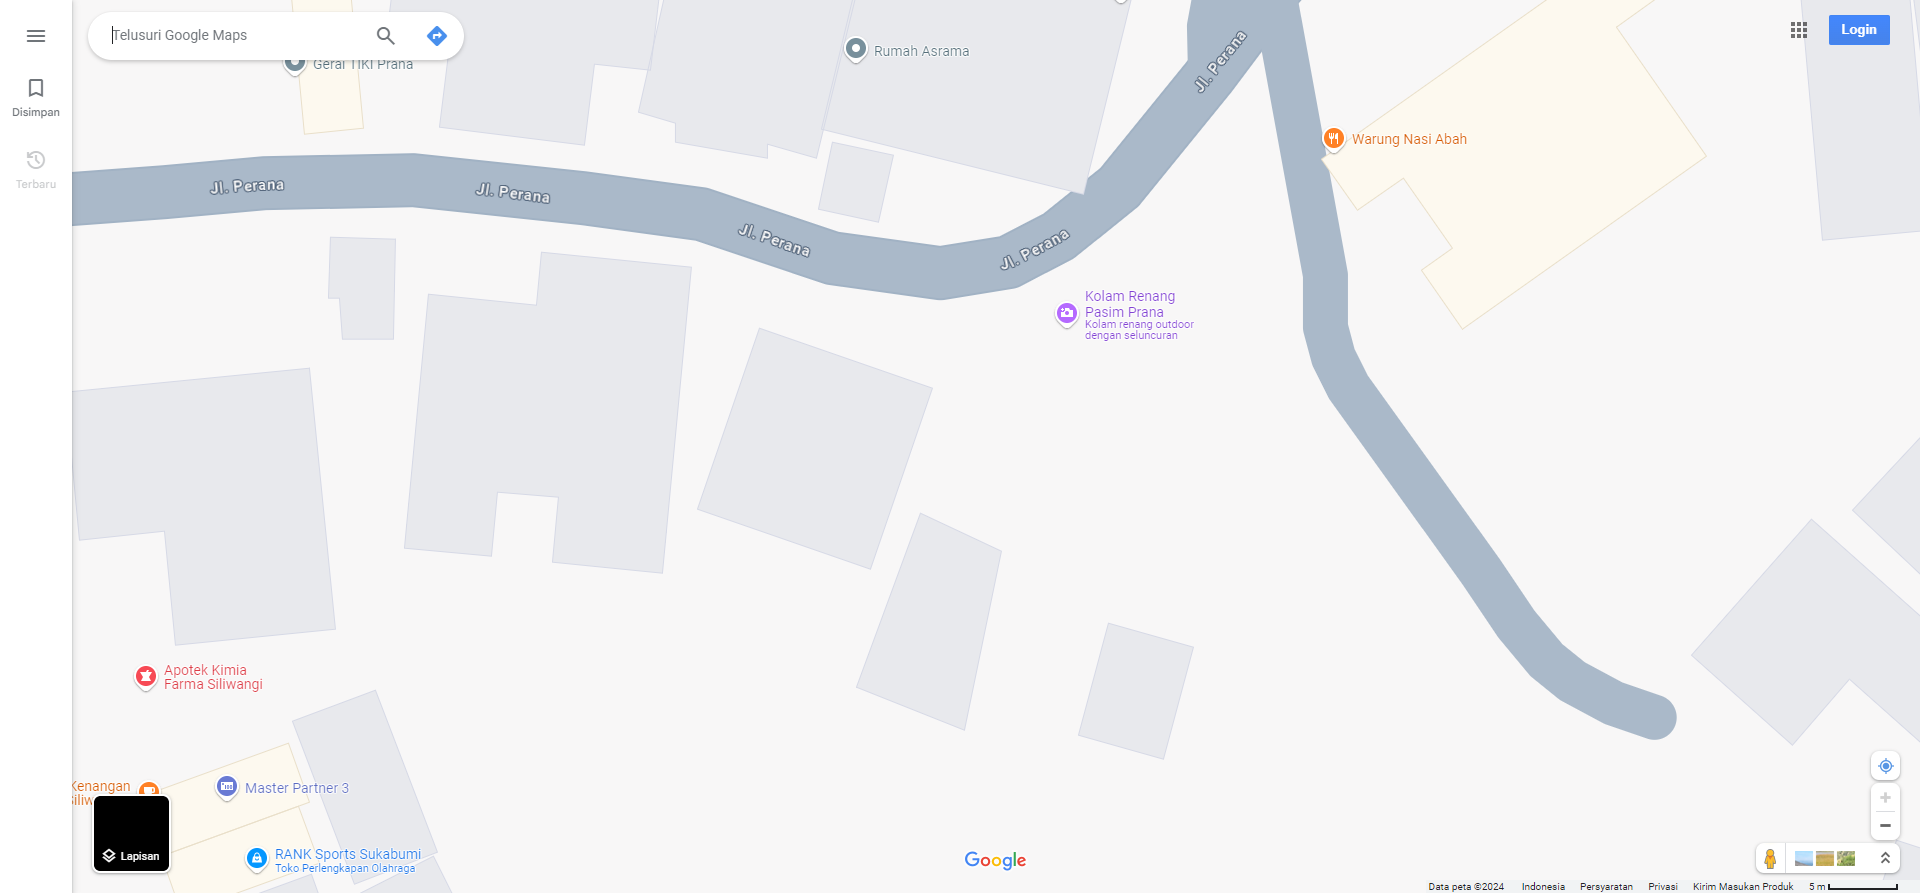 Telusuri Google Maps
Login
Disimpan
Terbaru
Gerai TIKI Prana
Rumah Asrama
Jl. Perana
Warung Nasi Abah
Jl. Perana
Jl. Perana
Jl. Perana
Jl. Perana
Kolam Renang
Pasim Prana
Kolam renang outdoor
dengan seluncuran
Apotek Kimia
Farma Siliwangi
Kenangan
Master Partner 3
RANK Sports Sukabumi
Toko Perlengkapan Olahraga
Lapisan
Google
Data peta ©2024 Indonesia Persyaratan Privasi Kirim Masukan Produk 5 m